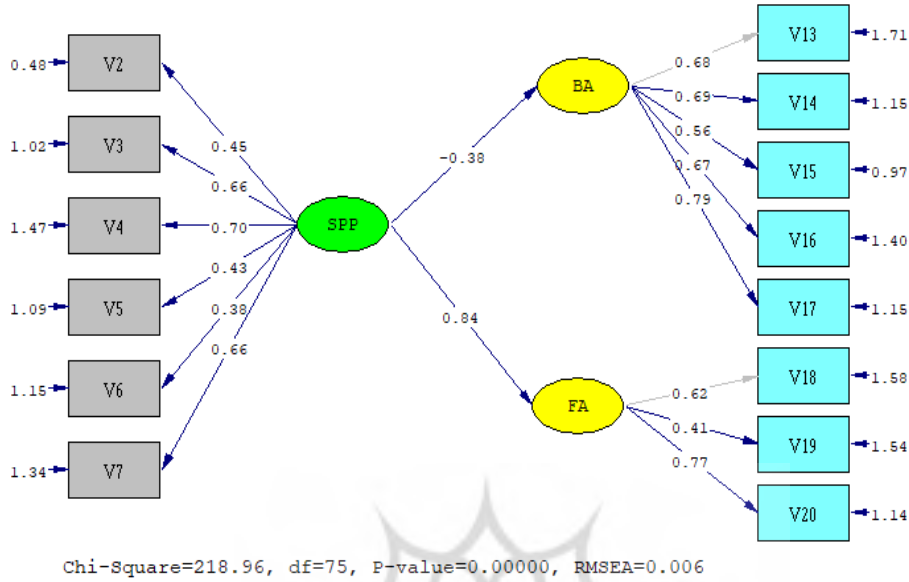 0.48 V2
1.02 V3
1.47 V4
1.09 V5
1.15 V6
1.34 V7
0.45
0.66
0.70
0.43
0.38
0.66
SPP
-0.38
0.84
BA
FA
0.68
0.69
0.56
0.67
0.79
0.62
0.41
0.77
V13 1.71
V14 1.15
V15 0.97
V16 1.40
V17 1.15
V18 1.58
V19 1.54
V20 1.14
Chi-Square=218.96, df=75, P-value=0.00000, RMSEA=0.006